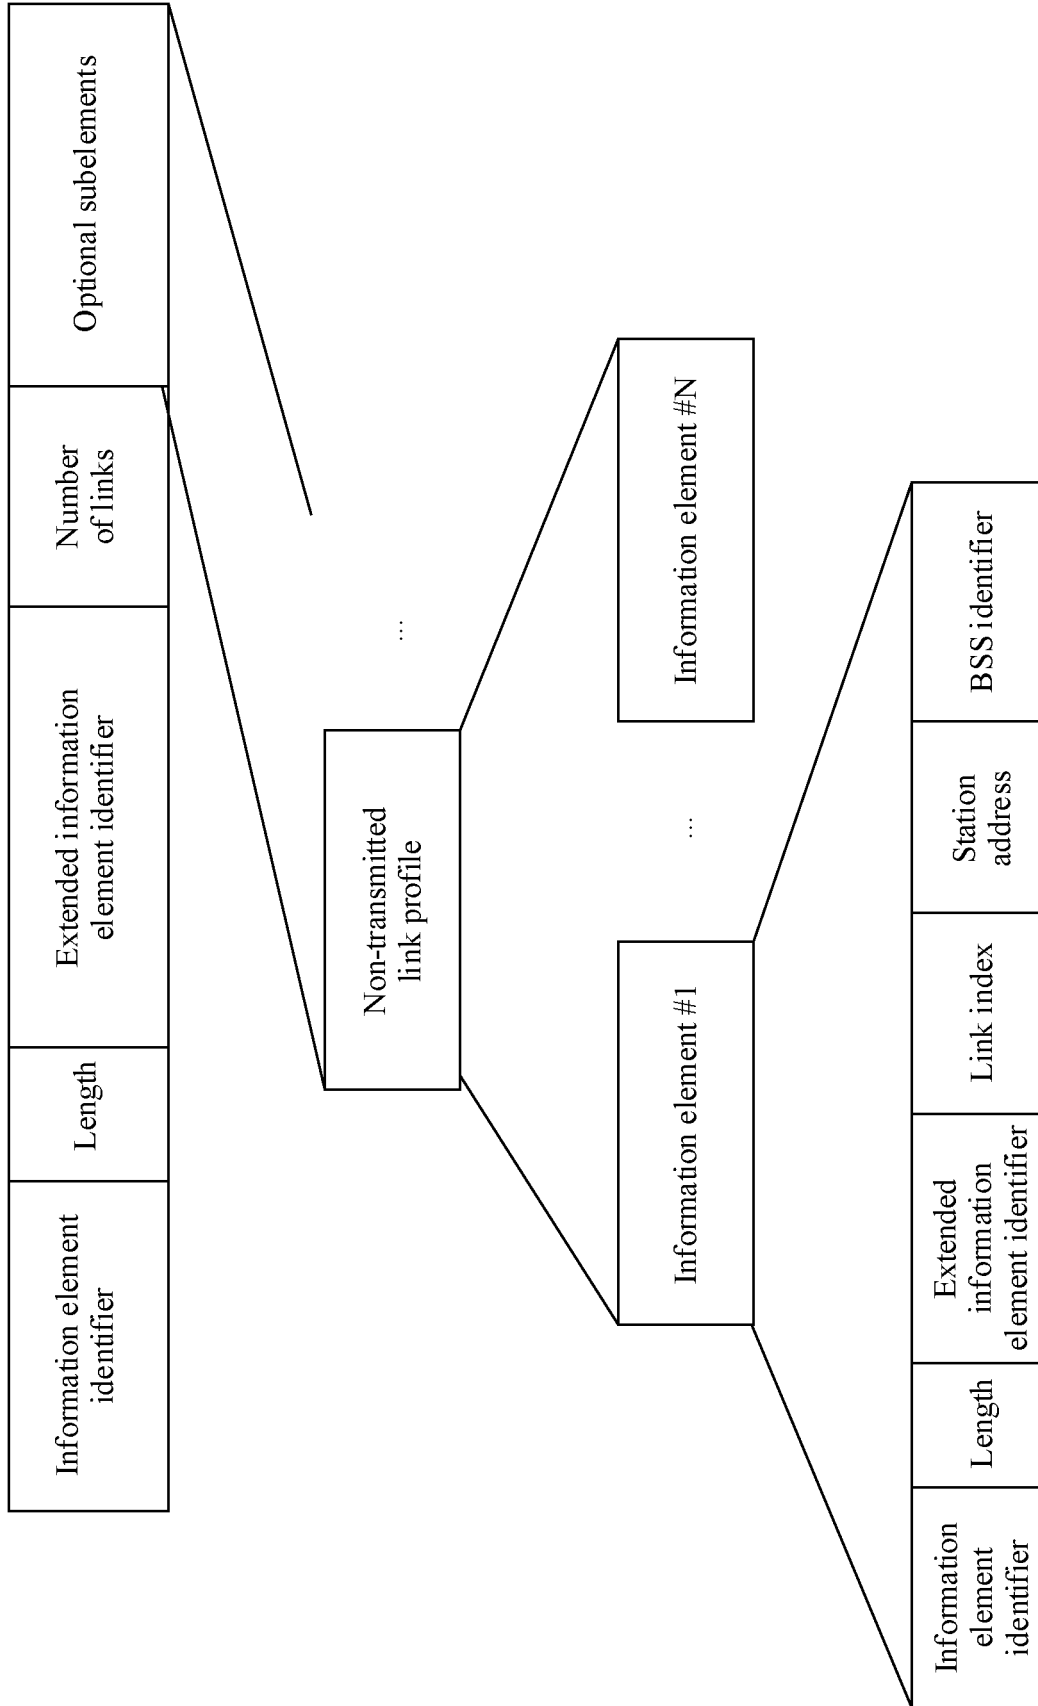 Information element
identifier
Length
Extended information
element identifier
Number
of links
Optional subelements
Non-transmitted
link profile
...
Information element #1
...
Information element #N
Information
element
identifier
Length
Extended
information
element identifier
Link index
Station
address
BSS identifier